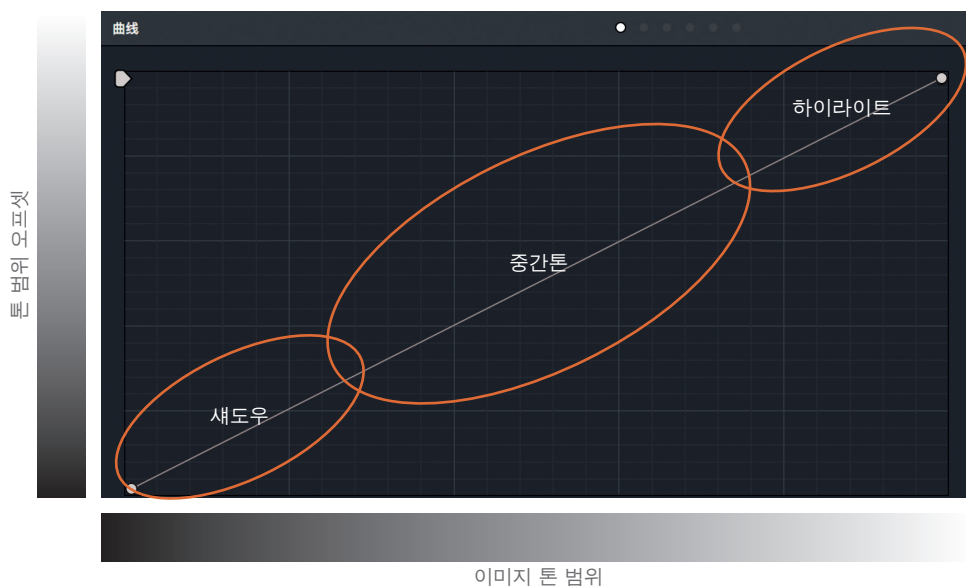 曲线
하이라이트
중간톤
섀도우
톤 범위 오프셋
이미지 톤 범위